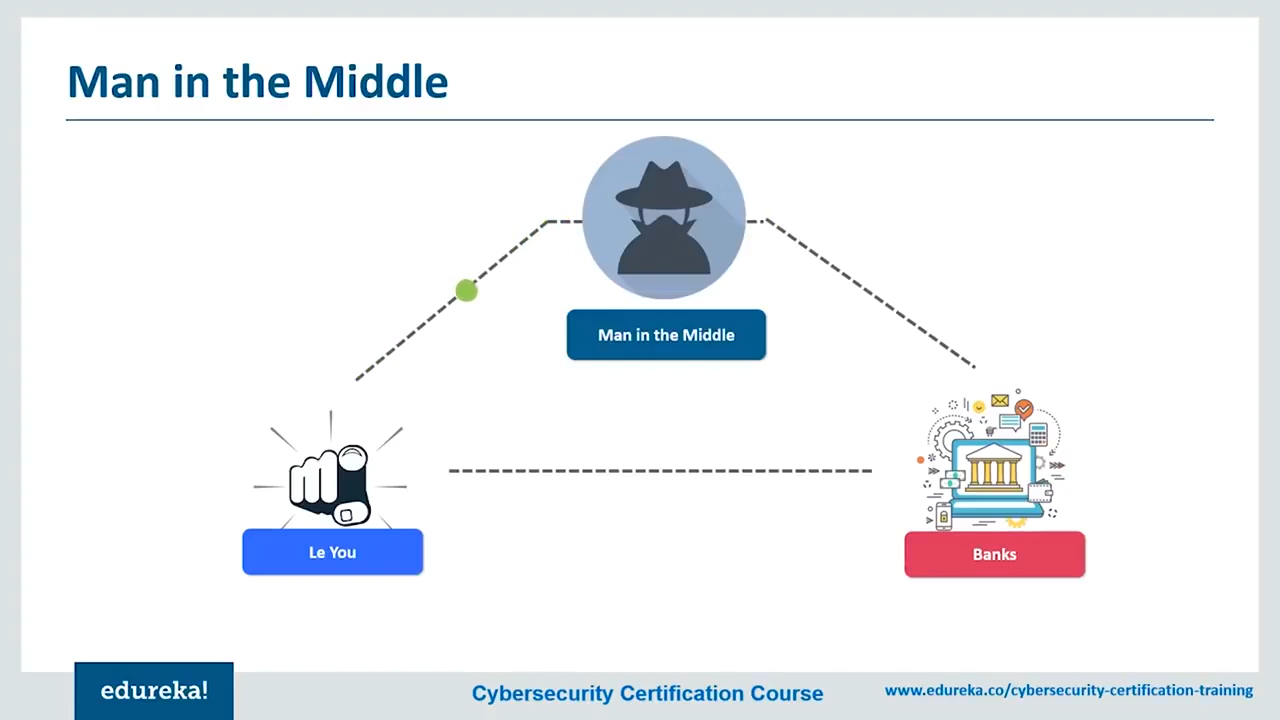 Man in the Middle
Man in the Middle
Le You
Banks
edureka!
Cybersecurity Certification Course
www.edureka.co/cybersecurity-certification-training